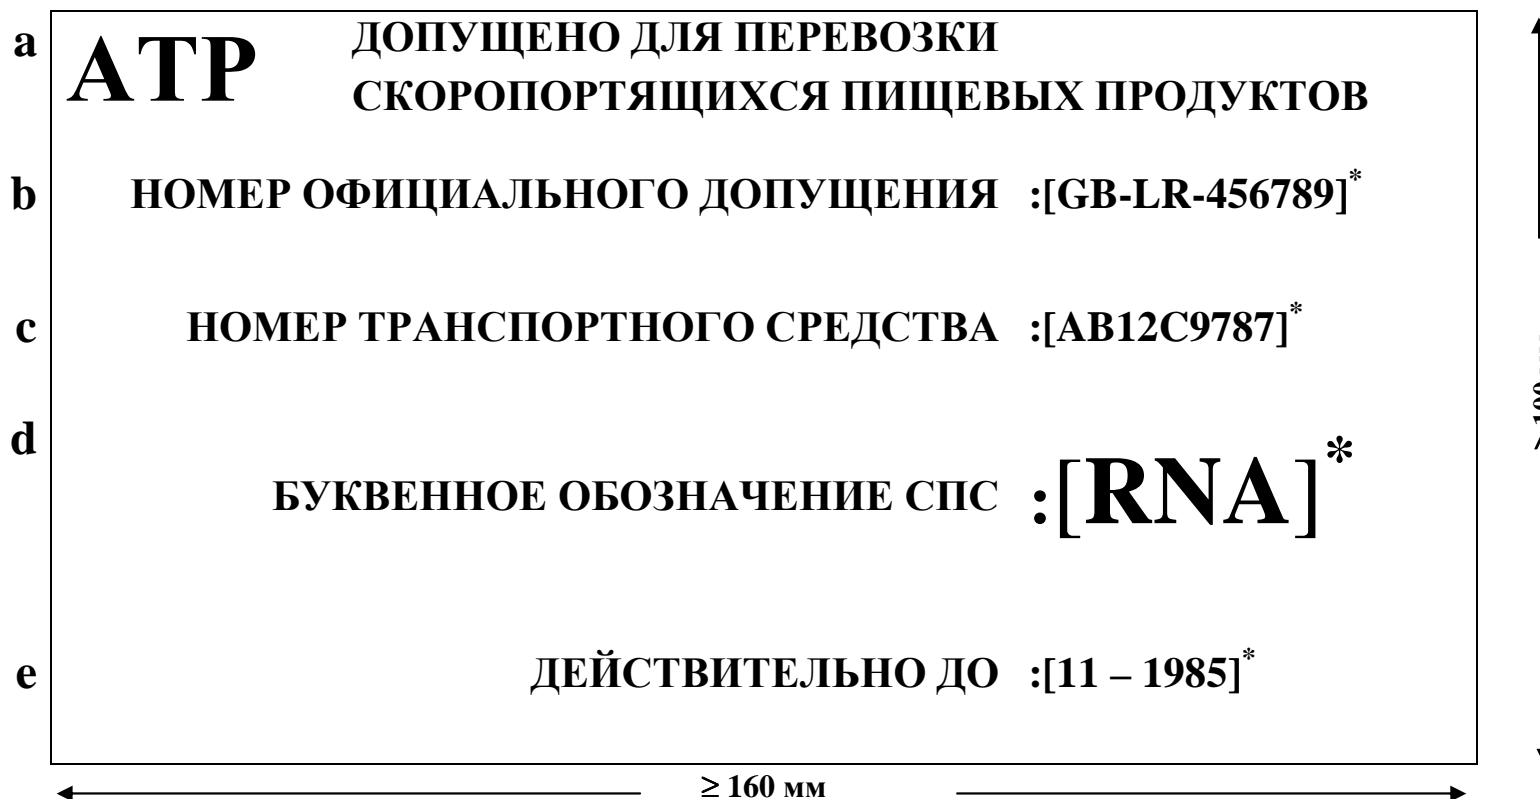 a ATP ДОПУЩЕНО ДЛЯ ПЕРЕВОЗКИ
СКОРОПОРТЯЩИХСЯ ПИЩЕВЫХ ПРОДУКТОВ
b НОМЕР ОФИЦИАЛЬНОГО ДОПУЩЕНИЯ :[GB-LR-456789]*
c НОМЕР ТРАНСПОРТНОГО СРЕДСТВА :[AB12C9787]*
d
БУКВЕННОЕ ОБОЗНАЧЕНИЕ СПС :[RNA]*
e ДЕЙСТВИТЕЛЬНО ДО :[11 – 1985]*
≥ 160 мм